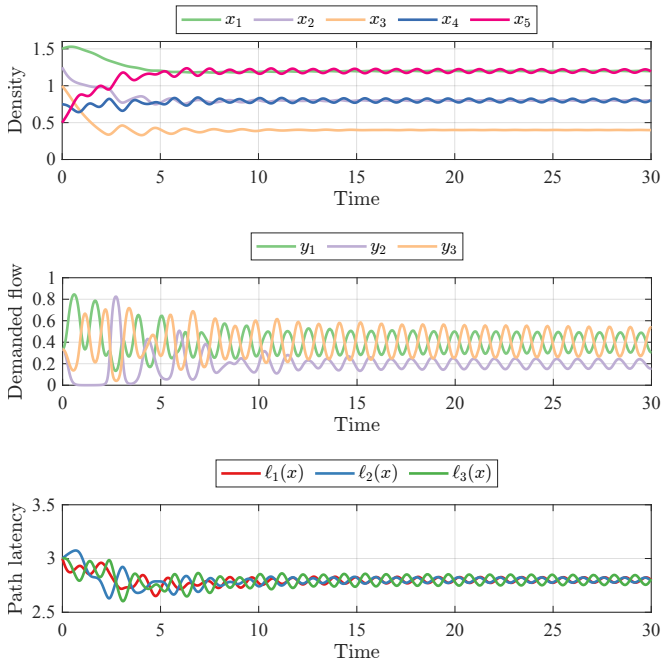 x₁ x₂ x₃ x₄ x₅
1.5
1
0.5
0
Density
0 5 10 15 20 25 30
Time
y₁ y₂ y₃
1
0.8
0.6
0.4
0.2
0
Demanded flow
0 5 10 15 20 25 30
Time
ℓ₁(x) ℓ₂(x) ℓ₃(x)
3.5
3
2.5
Path latency
0 5 10 15 20 25 30
Time